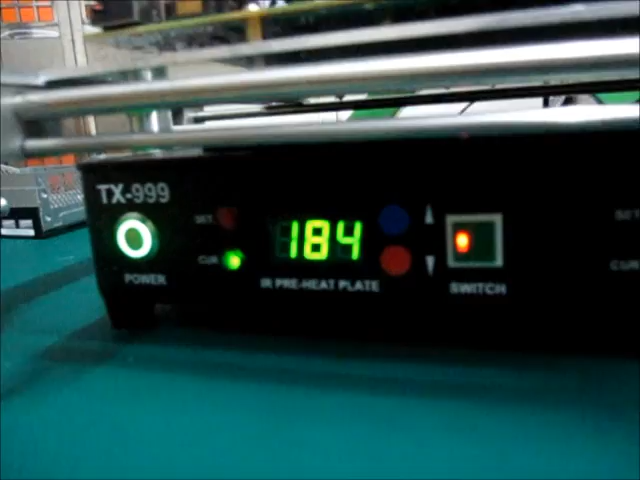 TX-999
SET
CUR
184
POWER
IR PRE-HEAT PLATE
SWITCH
SET
CUR